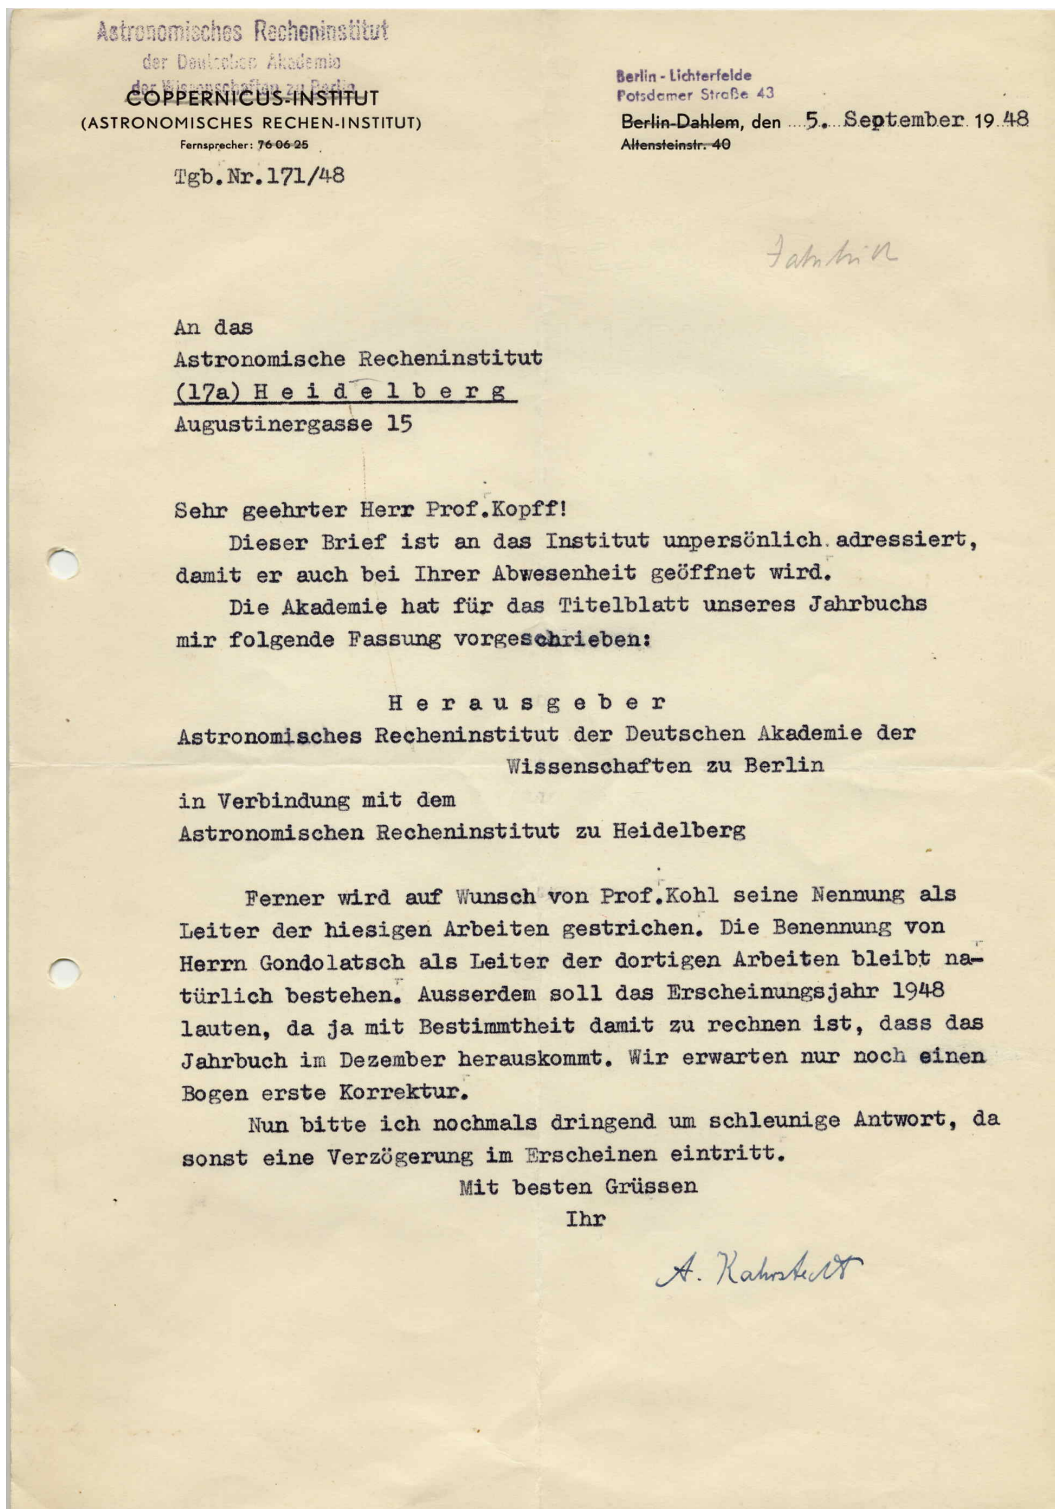 Astronomisches Recheninstitut
der Deutschen Akademie
der Wissenschaften zu Berlin
COPPERNICUS-INSTITUT
(ASTRONOMISCHES RECHEN-INSTITUT)
Fernsprecher: 76 06 25
Tgb.Nr.171/48
Berlin - Lichterfelde
Potsdamer Straße 43
Berlin-Dahlem, den 5. September 1948
Altensteinstr. 40
An das
Astronomische Recheninstitut
(17a) H e i d e l b e r g
Augustinergasse 15
Sehr geehrter Herr Prof.Kopff!
Dieser Brief ist an das Institut unpersönlich adressiert,
damit er auch bei Ihrer Abwesenheit geöffnet wird.
Die Akademie hat für das Titelblatt unseres Jahrbuchs
mir folgende Fassung vorgeschrieben:
H e r a u s g e b e r
Astronomisches Recheninstitut der Deutschen Akademie der
Wissenschaften zu Berlin
in Verbindung mit dem
Astronomischen Recheninstitut zu Heidelberg
Ferner wird auf Wunsch von Prof.Kohl seine Nennung als
Leiter der hiesigen Arbeiten gestrichen. Die Benennung von
Herrn Gondolatsch als Leiter der dortigen Arbeiten bleibt na-
türlich bestehen. Ausserdem soll das Erscheinungsjahr 1948
lauten, da ja mit Bestimmtheit damit zu rechnen ist, dass das
Jahrbuch im Dezember herauskommt. Wir erwarten nur noch einen
Bogen erste Korrektur.
Nun bitte ich nochmals dringend um schleunige Antwort, da
sonst eine Verzögerung im Erscheinen eintritt.
Mit besten Grüssen
Ihr
A. Kahrstedt